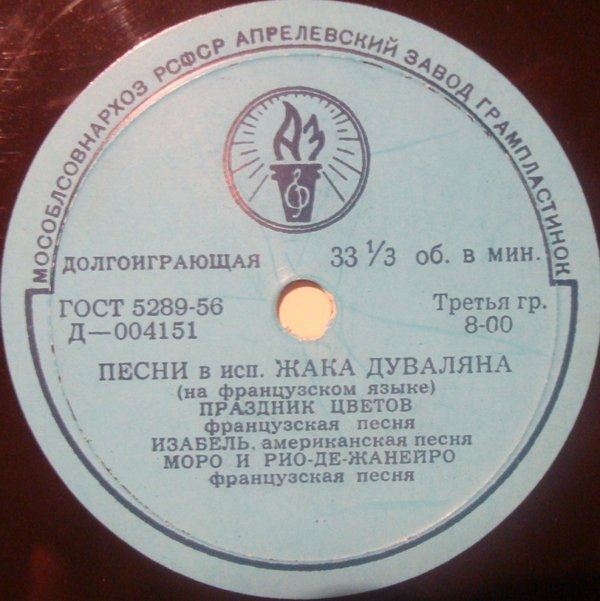 МОСОБЛСОВНАРХОЗ РСФСР АПРЕЛЕВСКИЙ ЗАВОД ГРАМПЛАСТИНОК
АЗ
ДОЛГОИГРАЮЩАЯ 33 1/3 об. в мин.
ГОСТ 5289-56 Третья гр.
Д—004151 8-00
ПЕСНИ в исп. ЖАКА ДУВАЛЯНА
(на французском языке)
ПРАЗДНИК ЦВЕТОВ
французская песня
ИЗАБЕЛЬ, американская песня
МОРО И РИО-ДЕ-ЖАНЕЙРО
французская песня